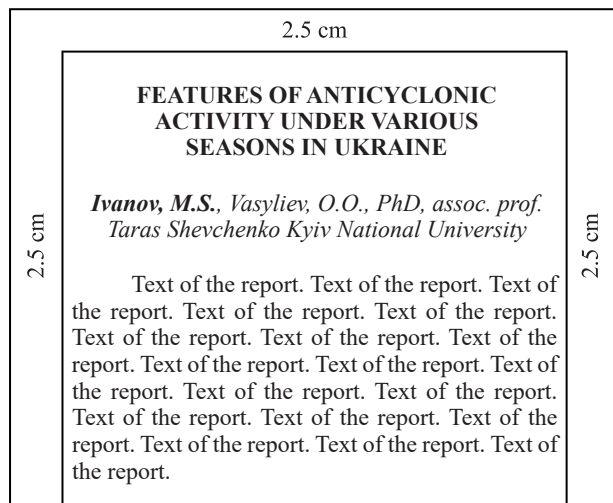 2.5 cm
FEATURES OF ANTICYCLONIC
ACTIVITY UNDER VARIOUS
SEASONS IN UKRAINE
Ivanov, M.S., Vasyliev, O.O., PhD, assoc. prof.
Taras Shevchenko Kyiv National University
2.5 cm
2.5 cm
Text of the report. Text of the report. Text of
the report. Text of the report. Text of the report.
Text of the report. Text of the report. Text of the
report. Text of the report. Text of the report. Text of
the report. Text of the report. Text of the report.
Text of the report. Text of the report. Text of the
report. Text of the report. Text of the report. Text of
the report.